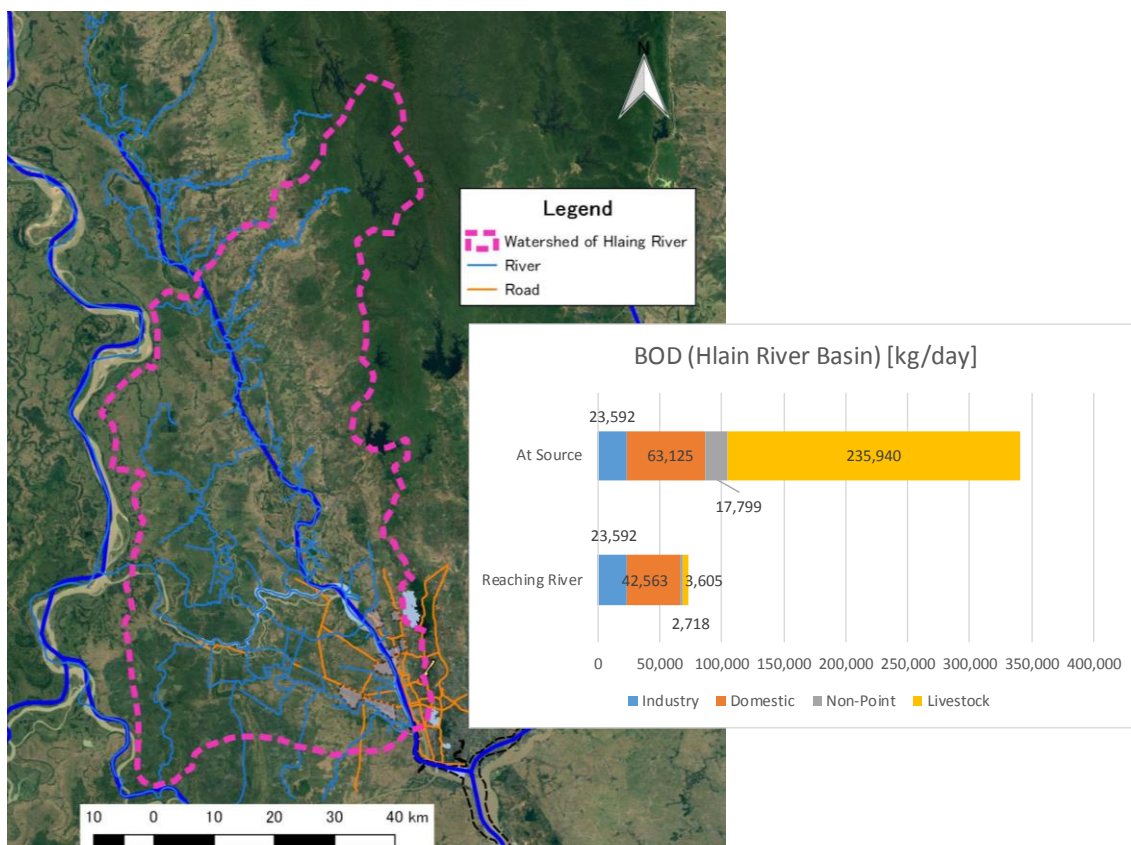 N
Legend
Watershed of Hlaing River
River
Road
BOD (Hlain River Basin) [kg/day]
23,592
At Source
63,125
235,940
17,799
23,592
Reaching River
42,563
3,605
2,718
0 50,000 100,000 150,000 200,000 250,000 300,000 350,000 400,000
Industry Domestic Non-Point Livestock
10 0 10 20 30 40 km